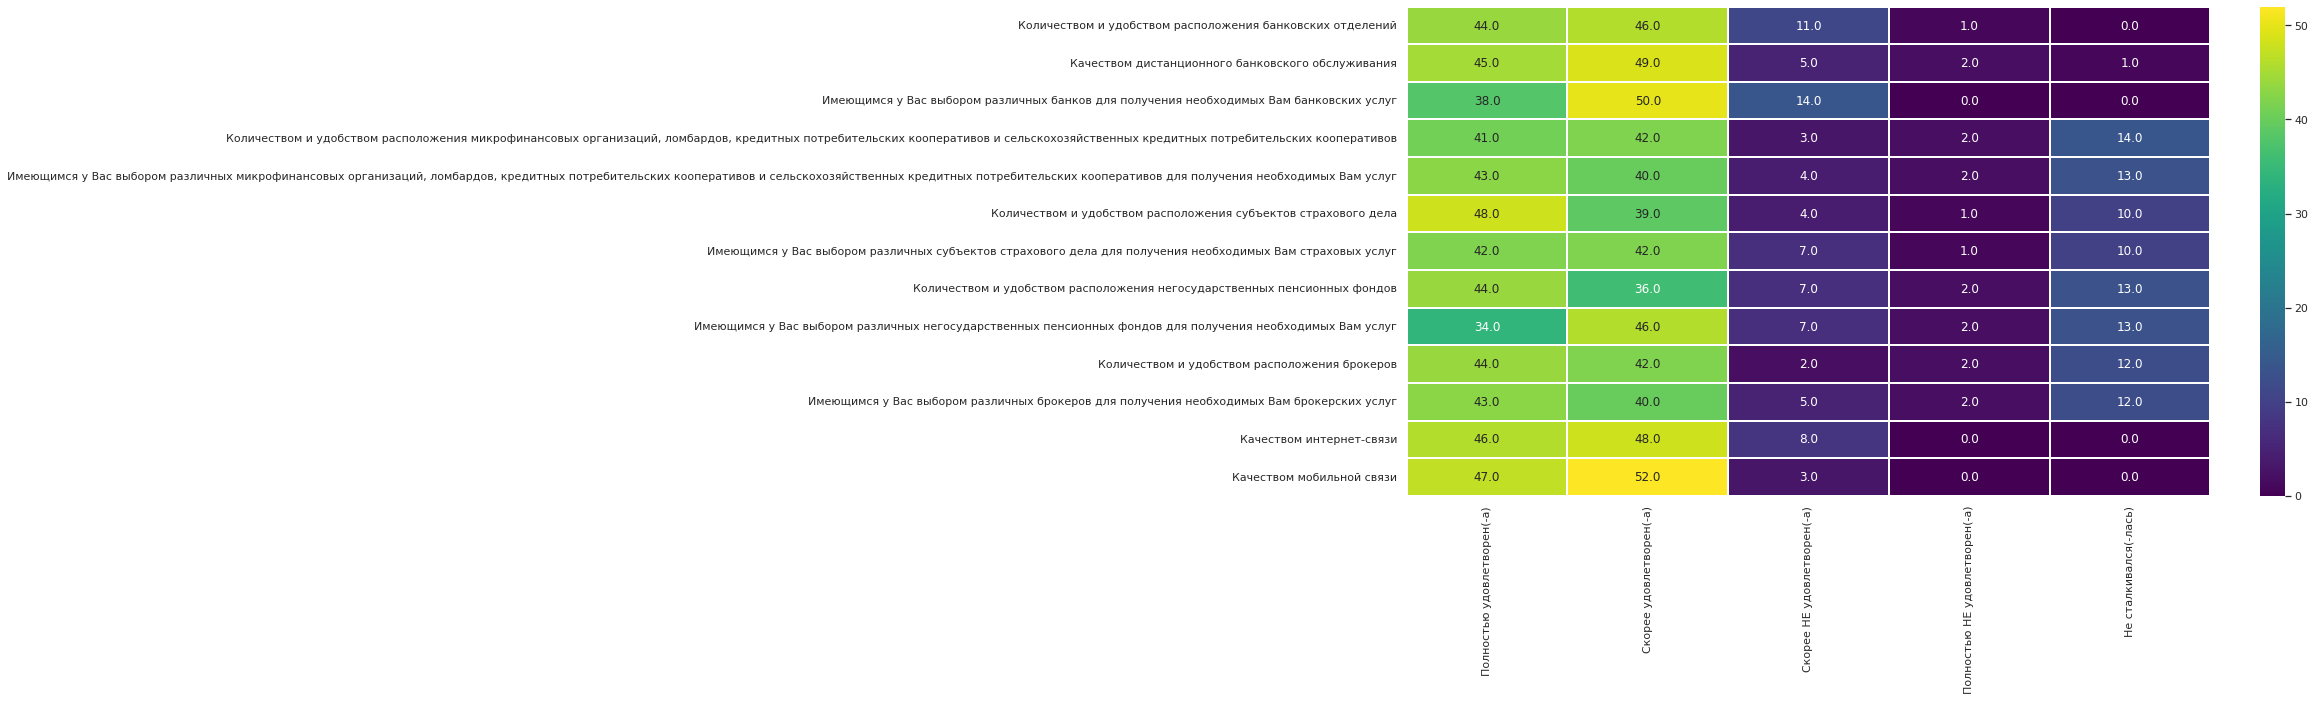 Количеством и удобством расположения банковских отделений 44.0 46.0 11.0 1.0 0.0
Качеством дистанционного банковского обслуживания 45.0 49.0 5.0 2.0 1.0
Имеющимся у Вас выбором различных банков для получения необходимых Вам банковских услуг 38.0 50.0 14.0 0.0 0.0
Количеством и удобством расположения микрофинансовых организаций, ломбардов, кредитных потребительских кооперативов и сельскохозяйственных кредитных потребительских кооперативов 41.0 42.0 3.0 2.0 14.0
Имеющимся у Вас выбором различных микрофинансовых организаций, ломбардов, кредитных потребительских кооперативов и сельскохозяйственных кредитных потребительских кооперативов для получения необходимых Вам услуг 43.0 40.0 4.0 2.0 13.0
Количеством и удобством расположения субъектов страхового дела 48.0 39.0 4.0 1.0 10.0
Имеющимся у Вас выбором различных субъектов страхового дела для получения необходимых Вам страховых услуг 42.0 42.0 7.0 1.0 10.0
Количеством и удобством расположения негосударственных пенсионных фондов 44.0 36.0 7.0 2.0 13.0
Имеющимся у Вас выбором различных негосударственных пенсионных фондов для получения необходимых Вам услуг 34.0 46.0 7.0 2.0 13.0
Количеством и удобством расположения брокеров 44.0 42.0 2.0 2.0 12.0
Имеющимся у Вас выбором различных брокеров для получения необходимых Вам брокерских услуг 43.0 40.0 5.0 2.0 12.0
Качеством интернет-связи 46.0 48.0 8.0 0.0 0.0
Качеством мобильной связи 47.0 52.0 3.0 0.0 0.0
Полностью удовлетворен(-а)
Скорее удовлетворен(-а)
Скорее НЕ удовлетворен(-а)
Полностью НЕ удовлетворен(-а)
Не сталкивался(-лась)
50
40
30
20
10
0